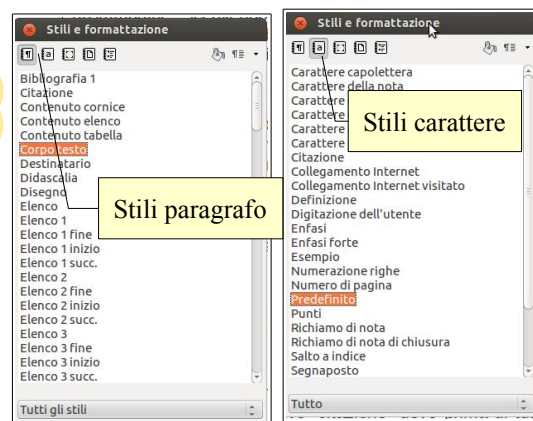 Stili e formattazione
Bibliografia 1
Citazione
Contenuto cornice
Contenuto elenco
Contenuto tabella
Corpo testo
Destinatario
Didascalia
Disegno
Elenco
Elenco 1
Elenco 1 fine
Elenco 1 inizio
Elenco 1 succ.
Elenco 2
Elenco 2 fine
Elenco 2 inizio
Elenco 2 succ.
Elenco 3
Elenco 3 fine
Elenco 3 inizio
Elenco 3 succ.
Tutti gli stili
Stili paragrafo
Stili e formattazione
Carattere capolettera
Carattere della nota
Carattere
Carattere
Carattere
Carattere
Citazione
Collegamento Internet
Collegamento Internet visitato
Definizione
Digitazione dell'utente
Enfasi
Enfasi forte
Esempio
Numerazione righe
Numero di pagina
Predefinito
Punti
Richiamo di nota
Richiamo di nota di chiusura
Salto a indice
Segnaposto
Tutto
Stili carattere